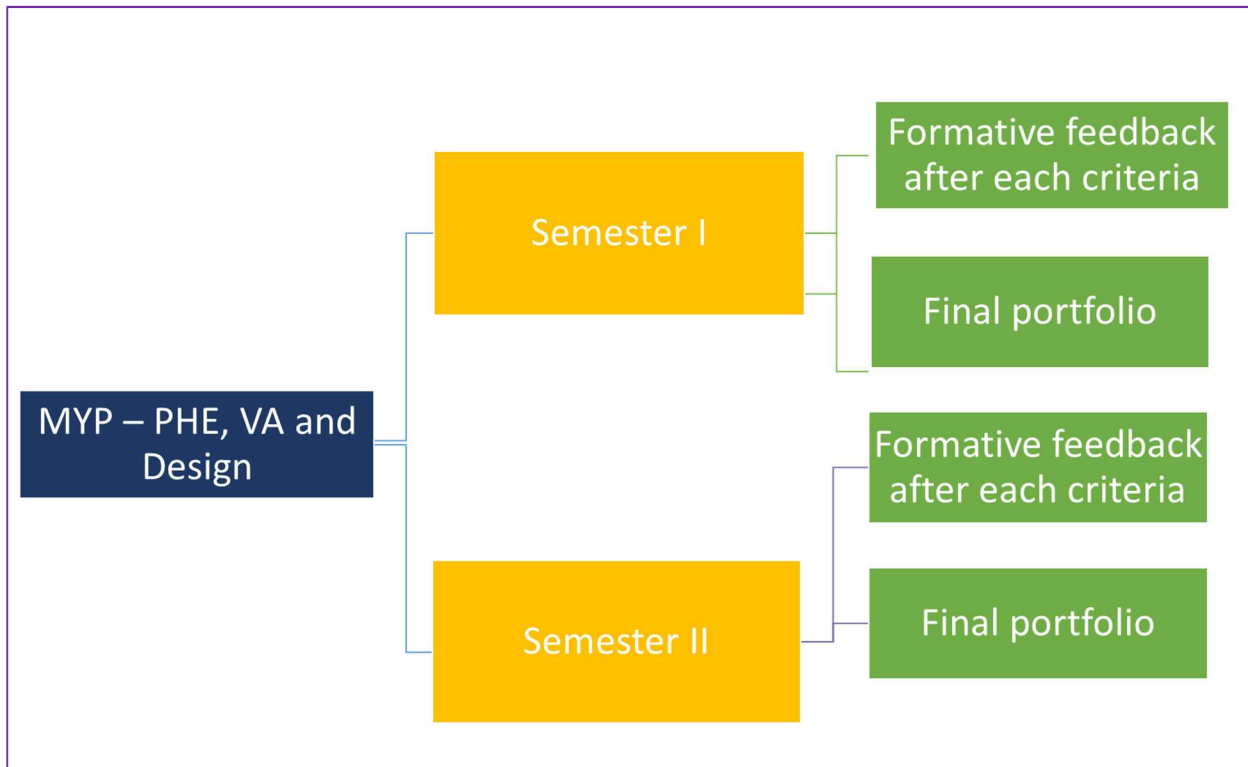 MYP – PHE, VA and
Design
Semester I
Formative feedback
after each criteria
Final portfolio
Semester II
Formative feedback
after each criteria
Final portfolio